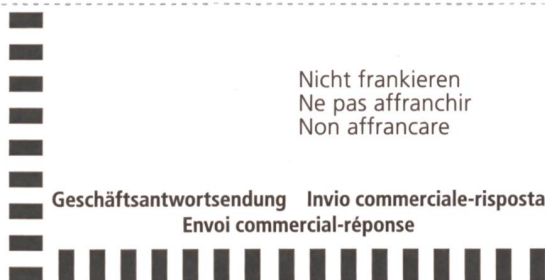 Nicht frankieren
Ne pas affranchir
Non affrancare
Geschäftsantwortsendung Invio commerciale-risposta
Envoi commercial-réponse